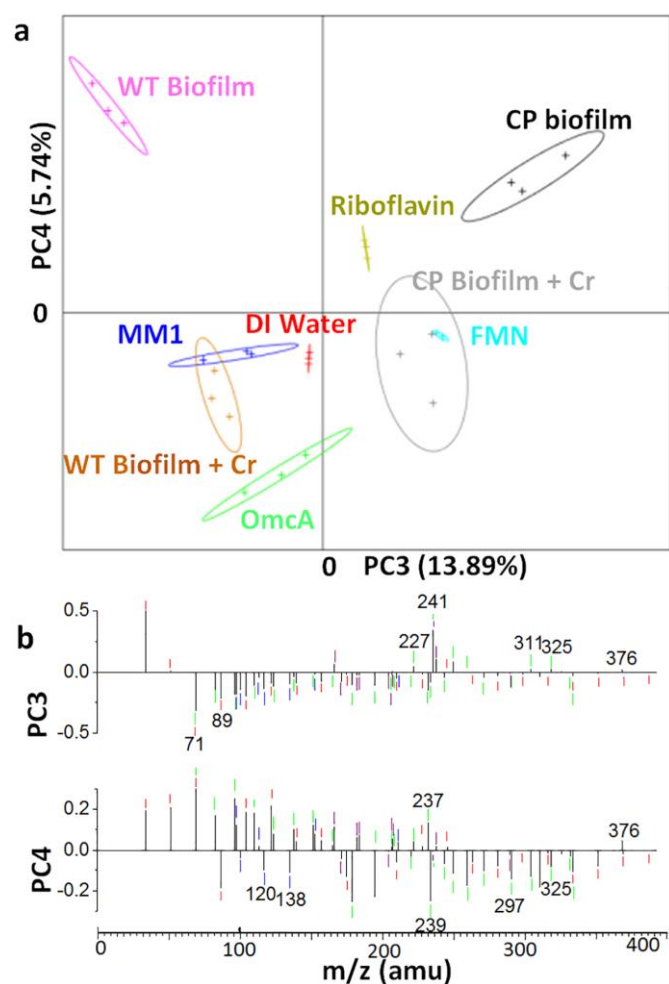 a
WT Biofilm
CP biofilm
PC4 (5.74%)
Riboflavin
CP Biofilm + Cr
0
MM1
DI Water
FMN
WT Biofilm + Cr
OmcA
0 PC3 (13.89%)
b
0.5
241
227
311
325
376
0.0
PC3
89
-0.5
71
0.2
237
376
0.0
PC4
-0.2
120
138
239
297
325
0 100 200 300 400
m/z (amu)